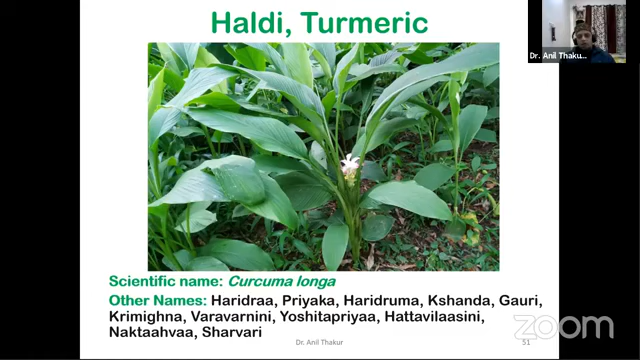 Haldi, Turmeric
Dr. Anil Thaku...
Scientific name: Curcuma longa
Other Names: Haridraa, Priyaka, Haridruma, Kshanda, Gauri,
Krimighna, Varavarnini, Yoshitapriyaa, Hattavilaasini,
Naktaahvaa, Sharvari
Dr. Anil Thakur
51
zoom